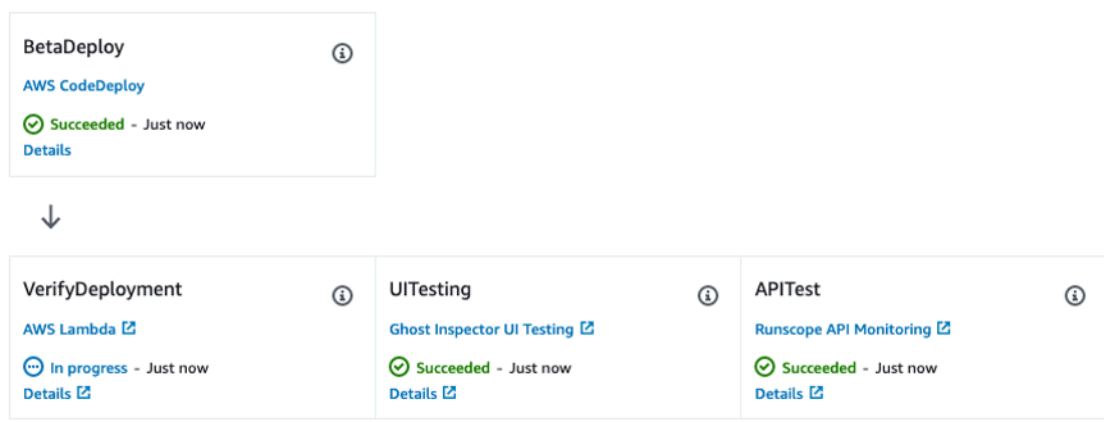 BetaDeploy
AWS CodeDeploy
Succeeded - Just now
Details
VerifyDeployment
AWS Lambda
In progress - Just now
Details
UITesting
Ghost Inspector UI Testing
Succeeded - Just now
Details
APITest
Runscope API Monitoring
Succeeded - Just now
Details